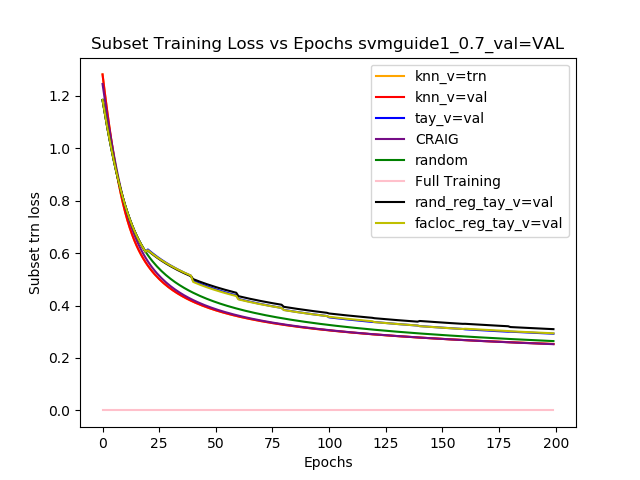 Subset Training Loss vs Epochs svmguide1_0.7_val=VAL
knn_v=trn
knn_v=val
tay_v=val
CRAIG
random
Full Training
rand_reg_tay_v=val
facloc_reg_tay_v=val
Subset trn loss
1.2
1.0
0.8
0.6
0.4
0.2
0.0
0 25 50 75 100 125 150 175 200
Epochs